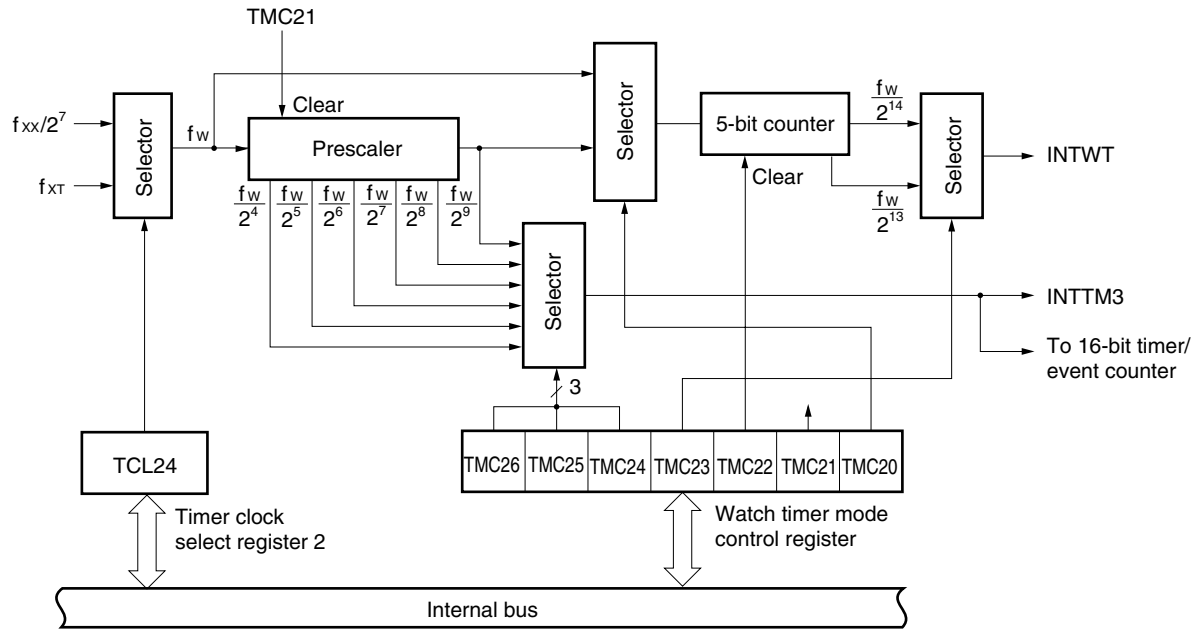 TMC21
Clear
fXX/2^7
fXT
Selector
fW
Prescaler
Selector
5-bit counter
Clear
fW/2^14
fW/2^13
Selector
INTWT
fW/2^4
fW/2^5
fW/2^6
fW/2^7
fW/2^8
fW/2^9
Selector
INTTM3
To 16-bit timer/
event counter
3
TCL24
TMC26 TMC25 TMC24 TMC23 TMC22 TMC21 TMC20
Timer clock
select register 2
Watch timer mode
control register
Internal bus